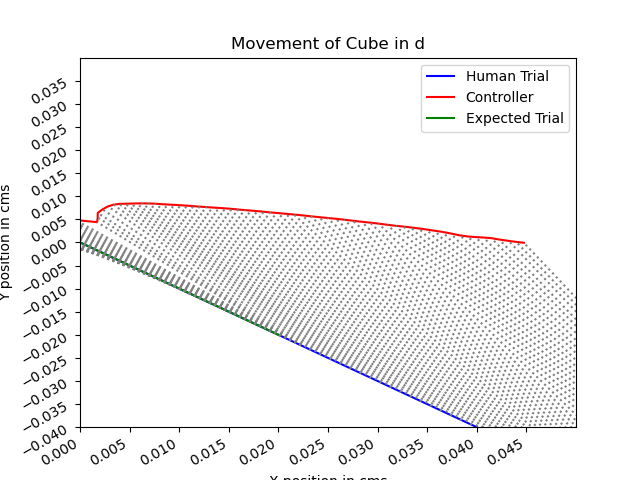 Movement of Cube in d
Human Trial
Controller
Expected Trial
Y position in cms
0.035
0.030
0.025
0.020
0.015
0.010
0.005
0.000
−0.005
−0.010
−0.015
−0.020
−0.025
−0.030
−0.035
−0.040
0.000 0.005 0.010 0.015 0.020 0.025 0.030 0.035 0.040 0.045
X position in cms